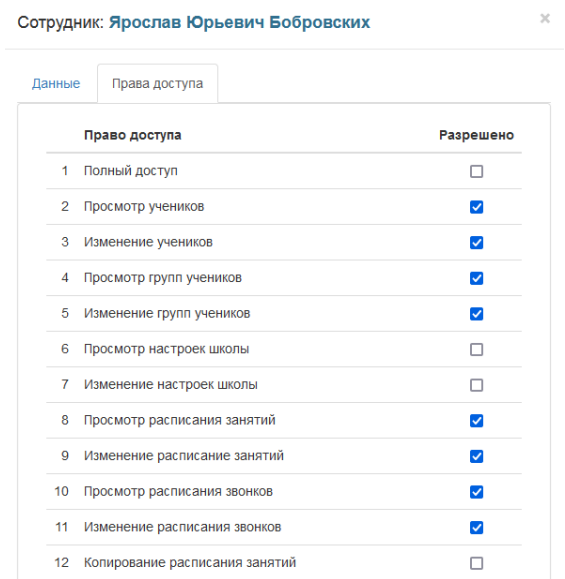 Сотрудник: Ярослав Юрьевич Бобровских ×
Данные Права доступа
Право доступа Разрешено
1 Полный доступ
2 Просмотр учеников
3 Изменение учеников
4 Просмотр групп учеников
5 Изменение групп учеников
6 Просмотр настроек школы
7 Изменение настроек школы
8 Просмотр расписания занятий
9 Изменение расписание занятий
10 Просмотр расписания звонков
11 Изменение расписания звонков
12 Копирование расписания занятий